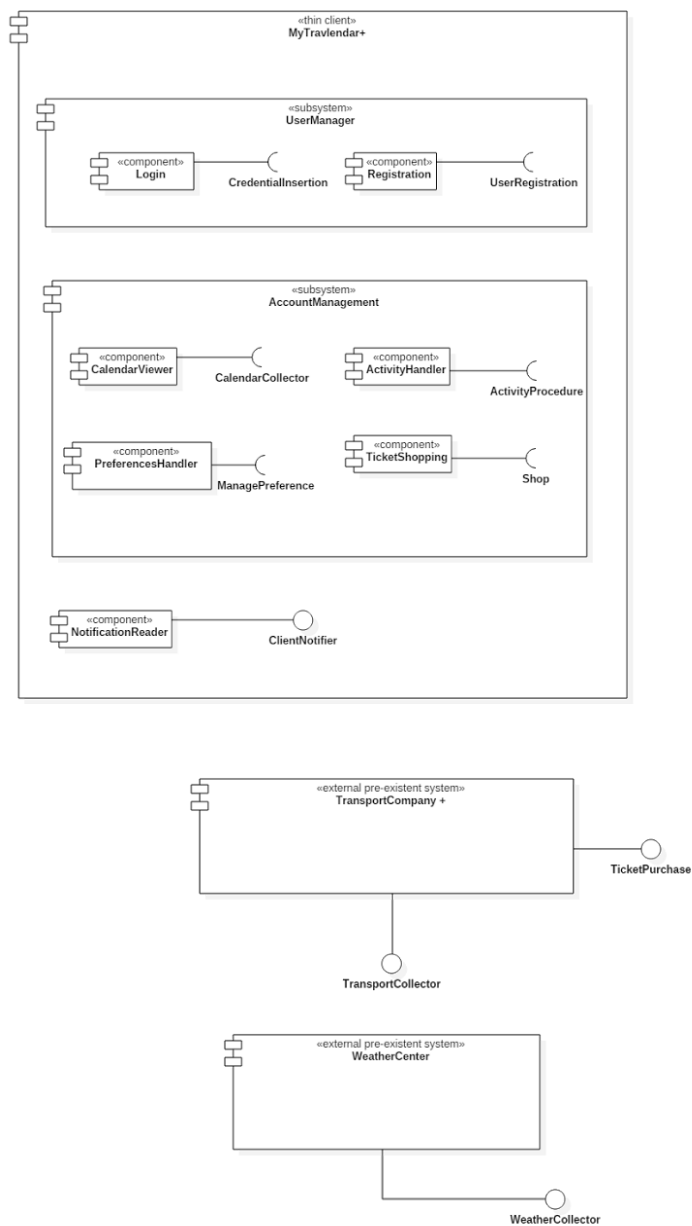 «thin client»
MyTravlendar+
«subsystem»
UserManager
«component»
Login
CredentialInsertion
«component»
Registration
UserRegistration
«subsystem»
AccountManagement
«component»
CalendarViewer
CalendarCollector
«component»
ActivityHandler
ActivityProcedure
«component»
PreferencesHandler
ManagePreference
«component»
TicketShopping
Shop
«component»
NotificationReader
ClientNotifier
«external pre-existent system»
TransportCompany +
TicketPurchase
TransportCollector
«external pre-existent system»
WeatherCenter
WeatherCollector